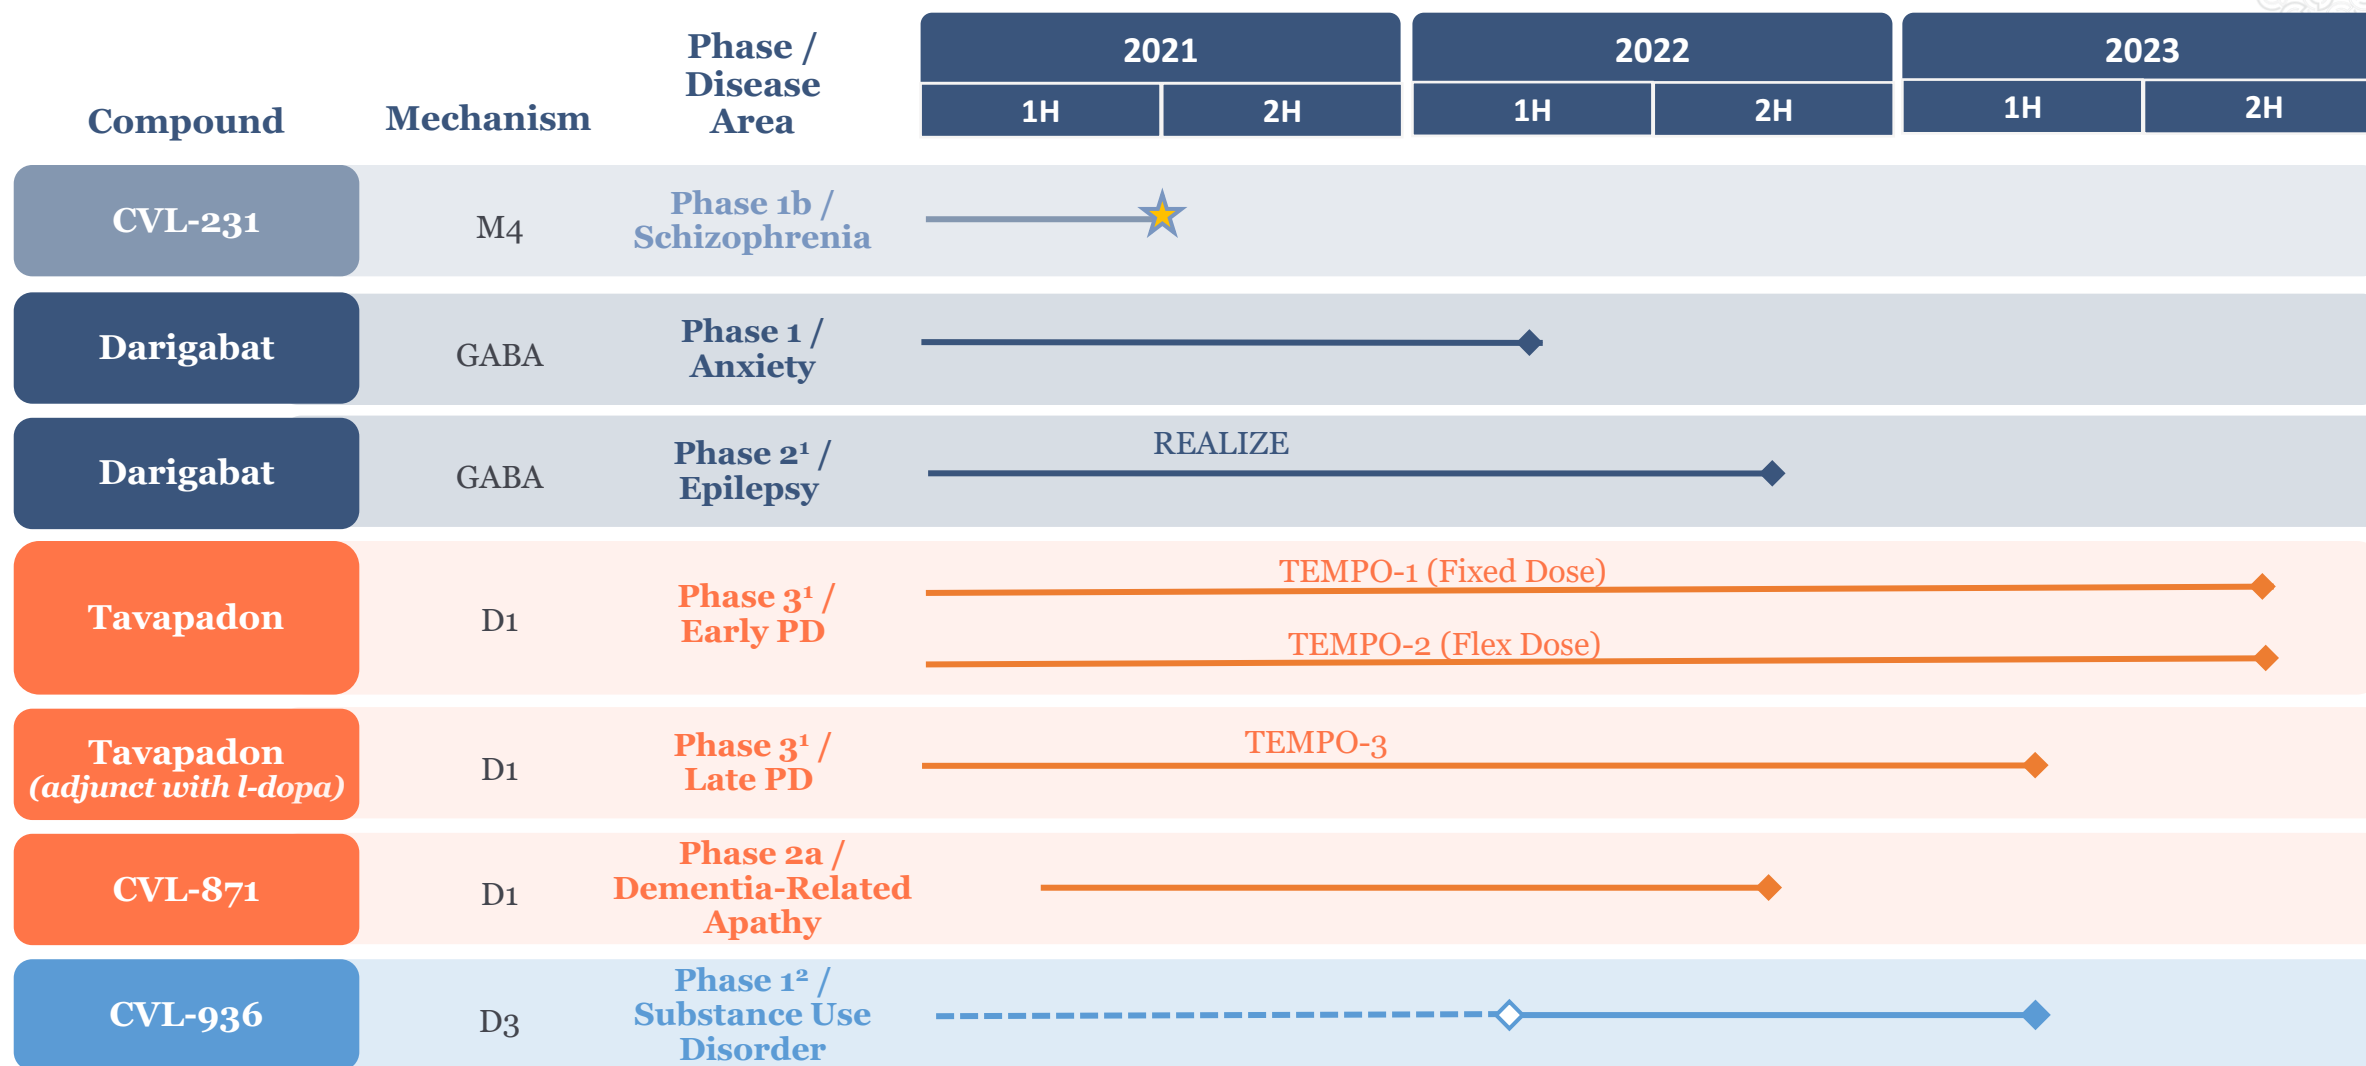 Compound
Mechanism
Phase /
Disease
Area
2021
2022
2023
1H
2H
1H
2H
1H
2H
CVL-231
M4
Phase 1b /
Schizophrenia
Darigabat
GABA
Phase 1 /
Anxiety
Darigabat
GABA
Phase 2¹ /
Epilepsy
REALIZE
Tavapadon
D1
Phase 3¹ /
Early PD
TEMPO-1 (Fixed Dose)
TEMPO-2 (Flex Dose)
Tavapadon
(adjunct with l-dopa)
D1
Phase 3¹ /
Late PD
TEMPO-3
CVL-871
D1
Phase 2a /
Dementia-Related
Apathy
CVL-936
D3
Phase 1² /
Substance Use
Disorder